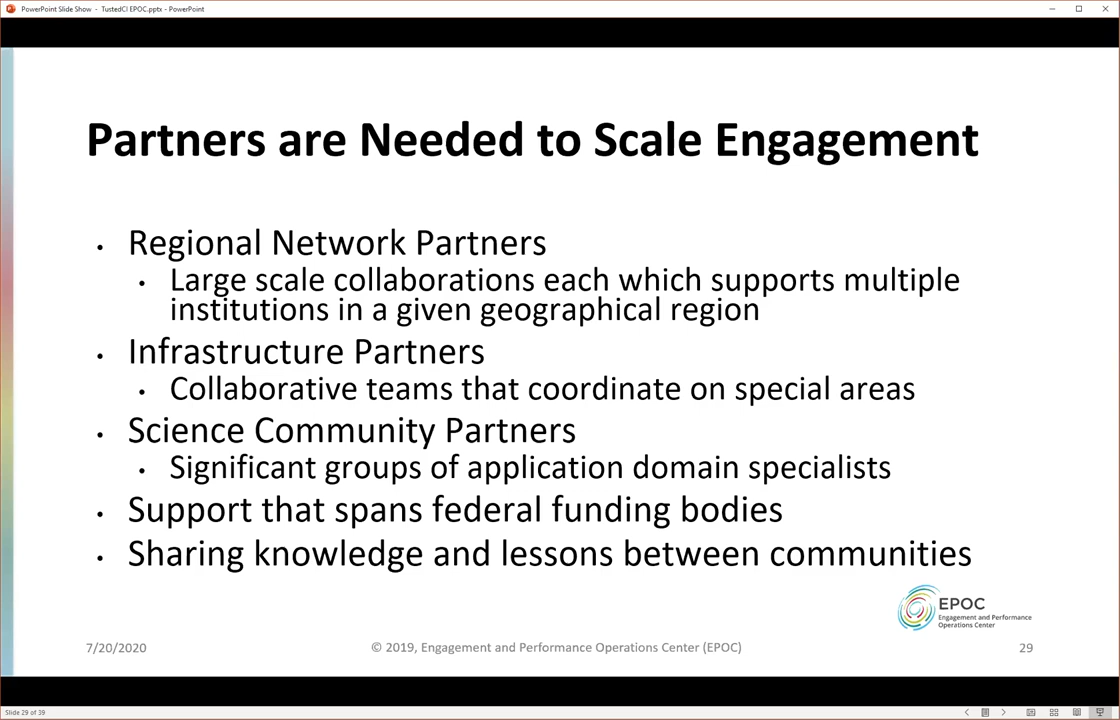 PowerPoint Slide Show - TustedCI EPOC.pptx - PowerPoint
Partners are Needed to Scale Engagement
• Regional Network Partners
• Large scale collaborations each which supports multiple
institutions in a given geographical region
• Infrastructure Partners
• Collaborative teams that coordinate on special areas
• Science Community Partners
• Significant groups of application domain specialists
• Support that spans federal funding bodies
• Sharing knowledge and lessons between communities
EPOC
Engagement and Performance
Operations Center
7/20/2020
© 2019, Engagement and Performance Operations Center (EPOC)
29
Slide 29 of 39